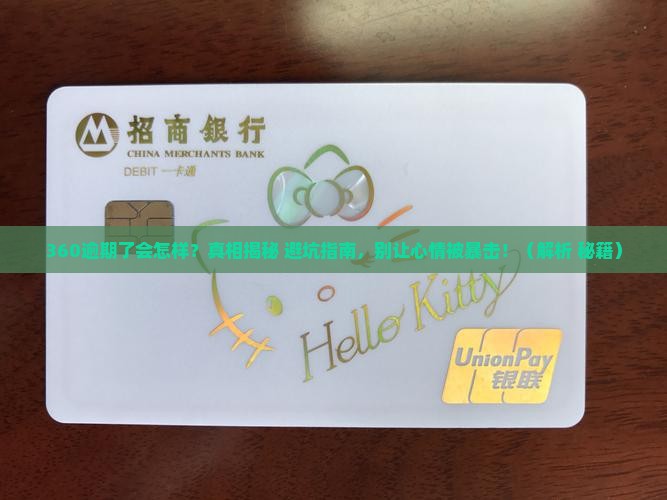 招商銀行
CHINA MERCHANTS BANK
DEBIT 一卡通
360逾期了会怎样？真相揭秘 避坑指南，别让心情被暴击！（解析 秘籍）
Hello Kitty
UnionPay
银联